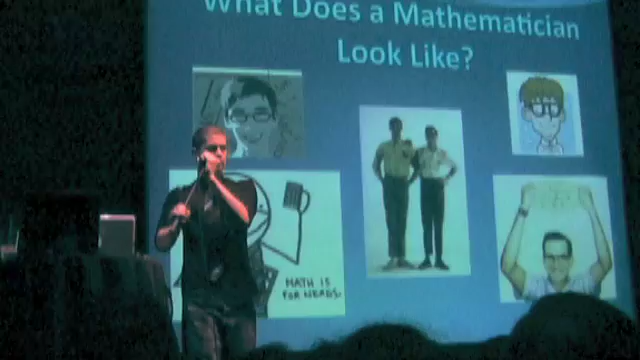 What Does a Mathematician
Look Like?
MATH IS
FOR NERDS.